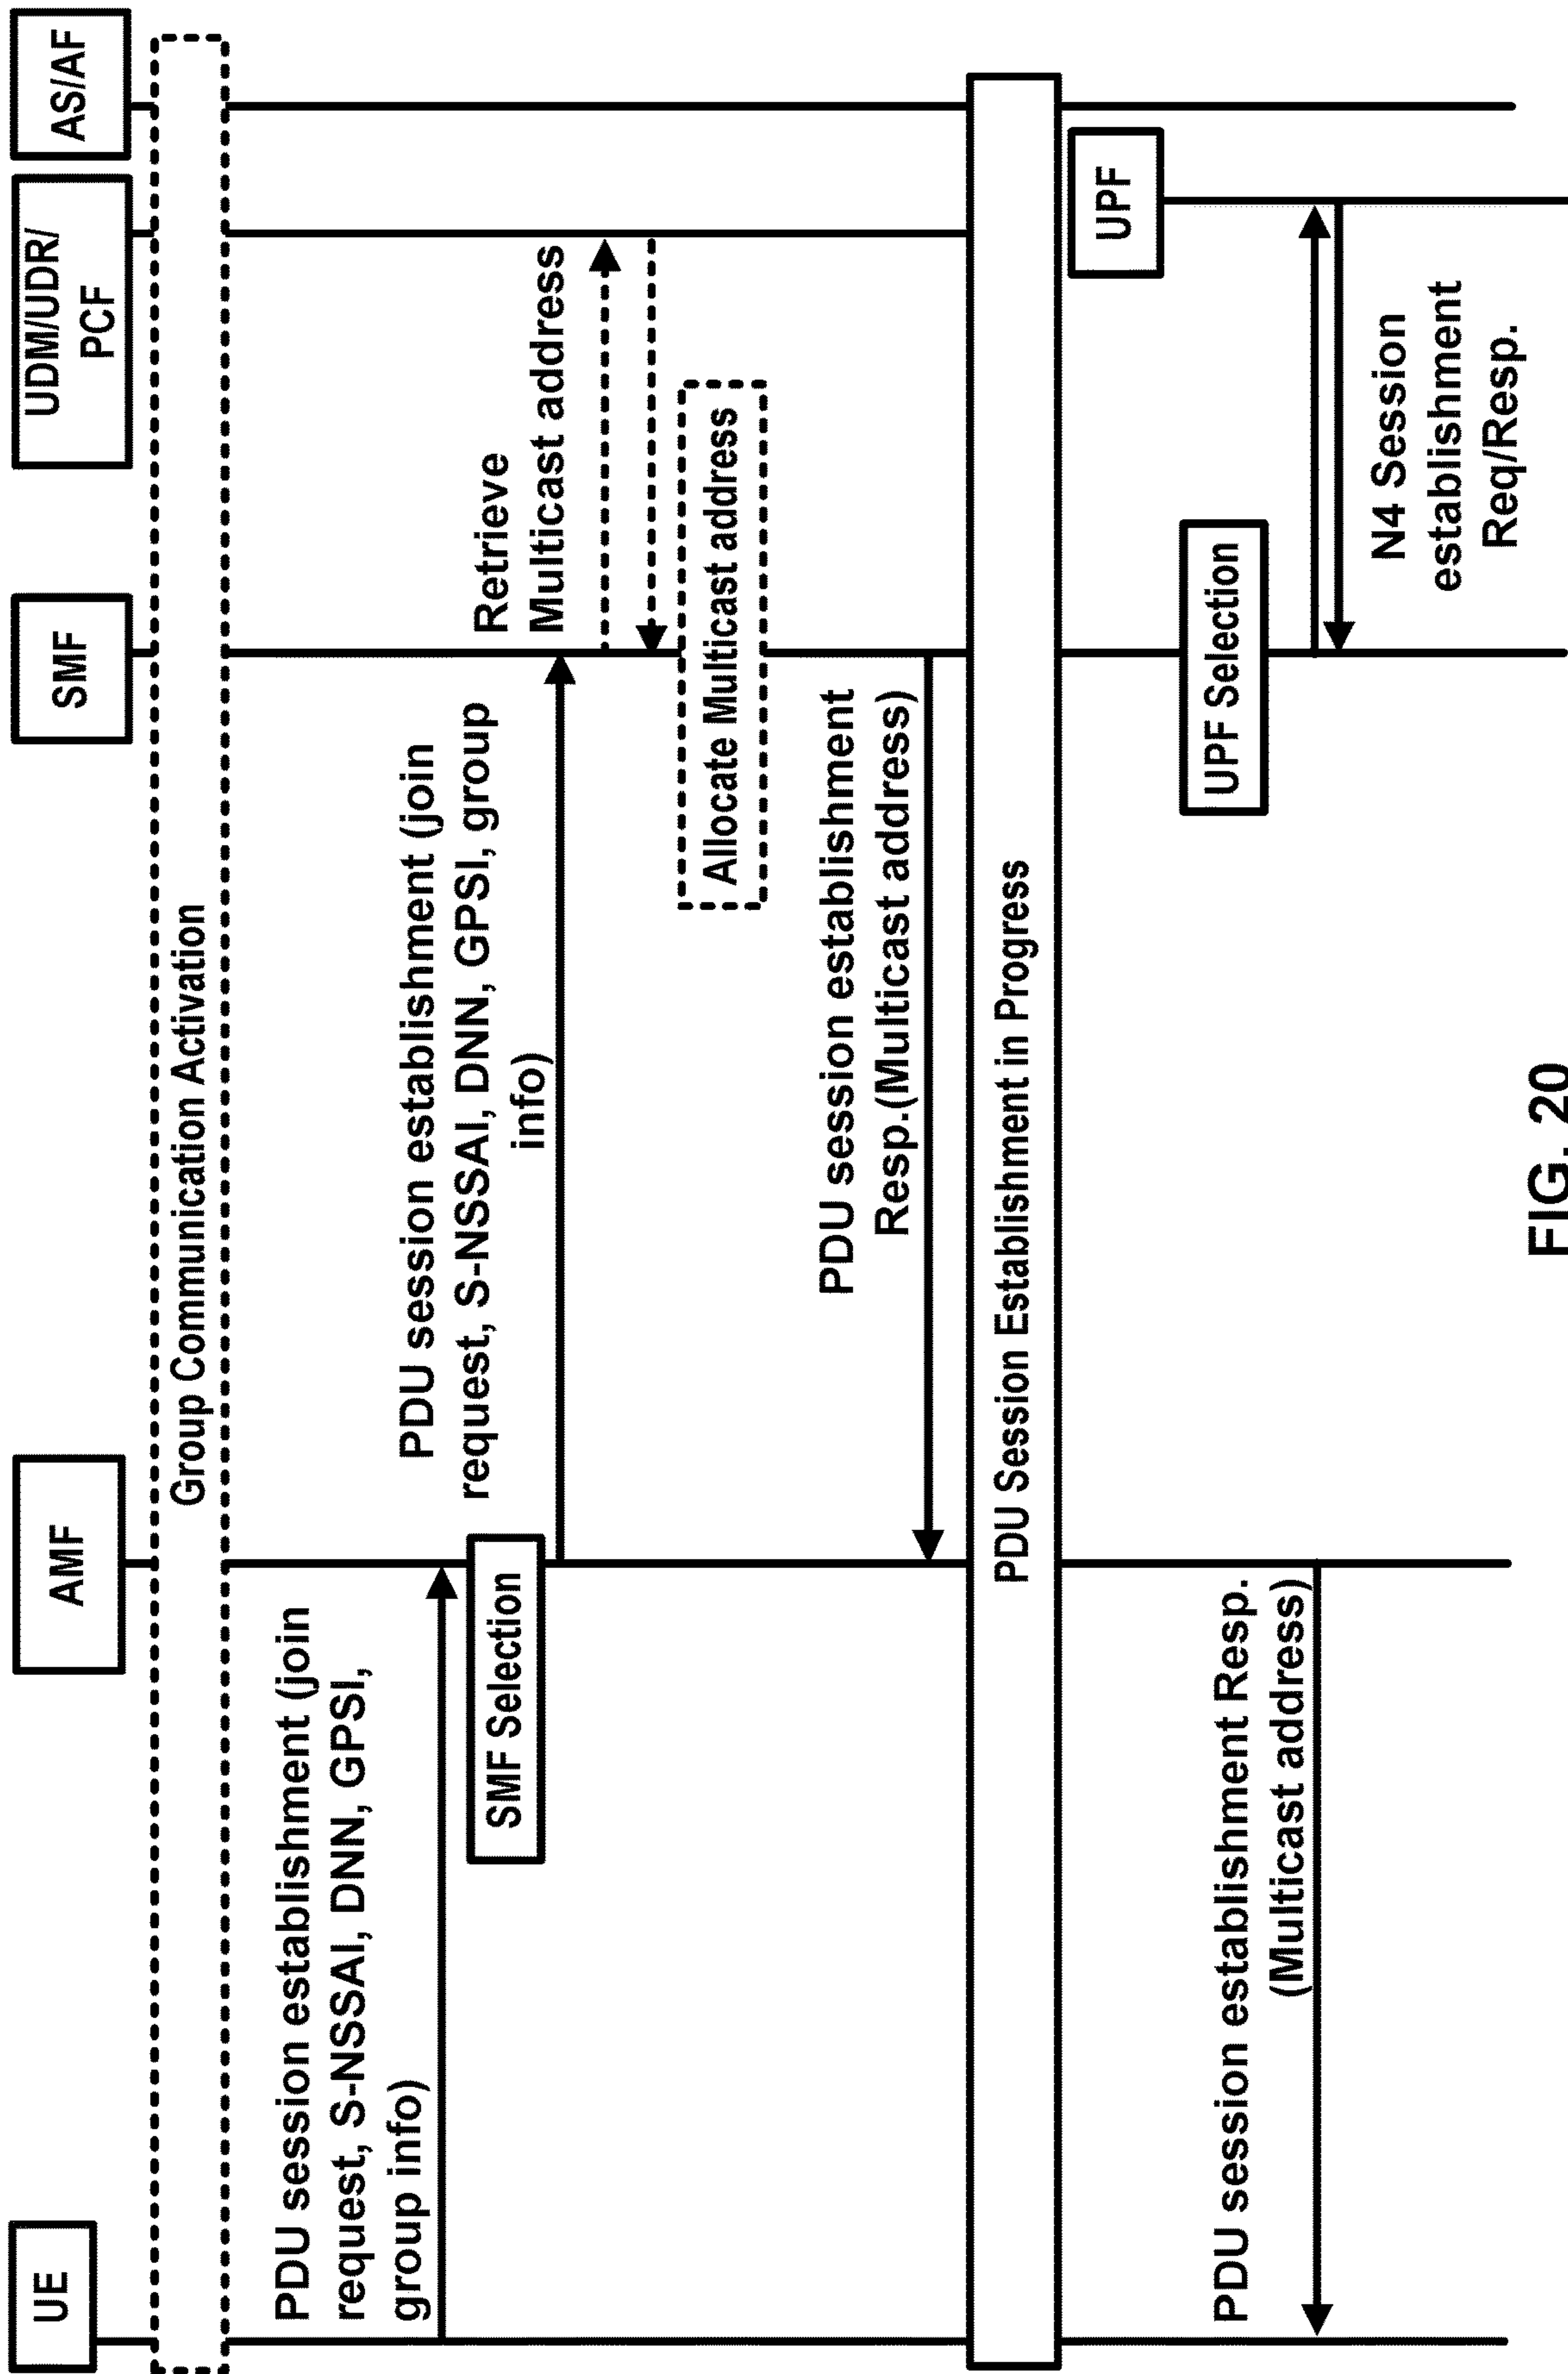 UE
AMF
SMF
UDM/UDR/
PCF
AS/AF
Group Communication Activation
PDU session establishment (join
request, S-NSSAI, DNN, GPSI,
group info)
SMF Selection
PDU session establishment (join
request, S-NSSAI, DNN, GPSI, group
info)
Retrieve
Multicast address
Allocate Multicast address
PDU session establishment
Resp.(Multicast address)
PDU Session Establishment in Progress
UPF
UPF Selection
PDU session establishment Resp.
(Multicast address)
N4 Session
establishment
Req/Resp.
FIG. 20